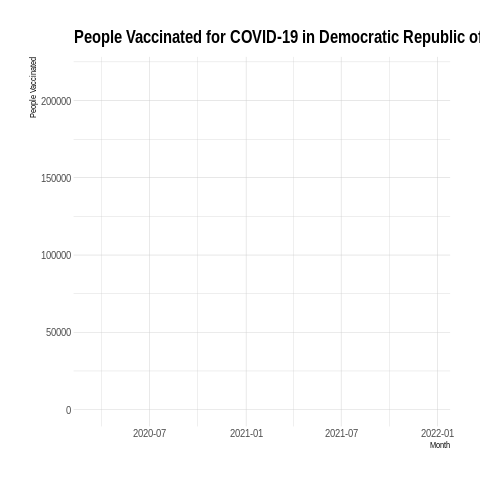 People Vaccinated for COVID-19 in Democratic Republic of
People Vaccinated
200000
150000
100000
50000
0
2020-07 2021-01 2021-07 2022-01
Month